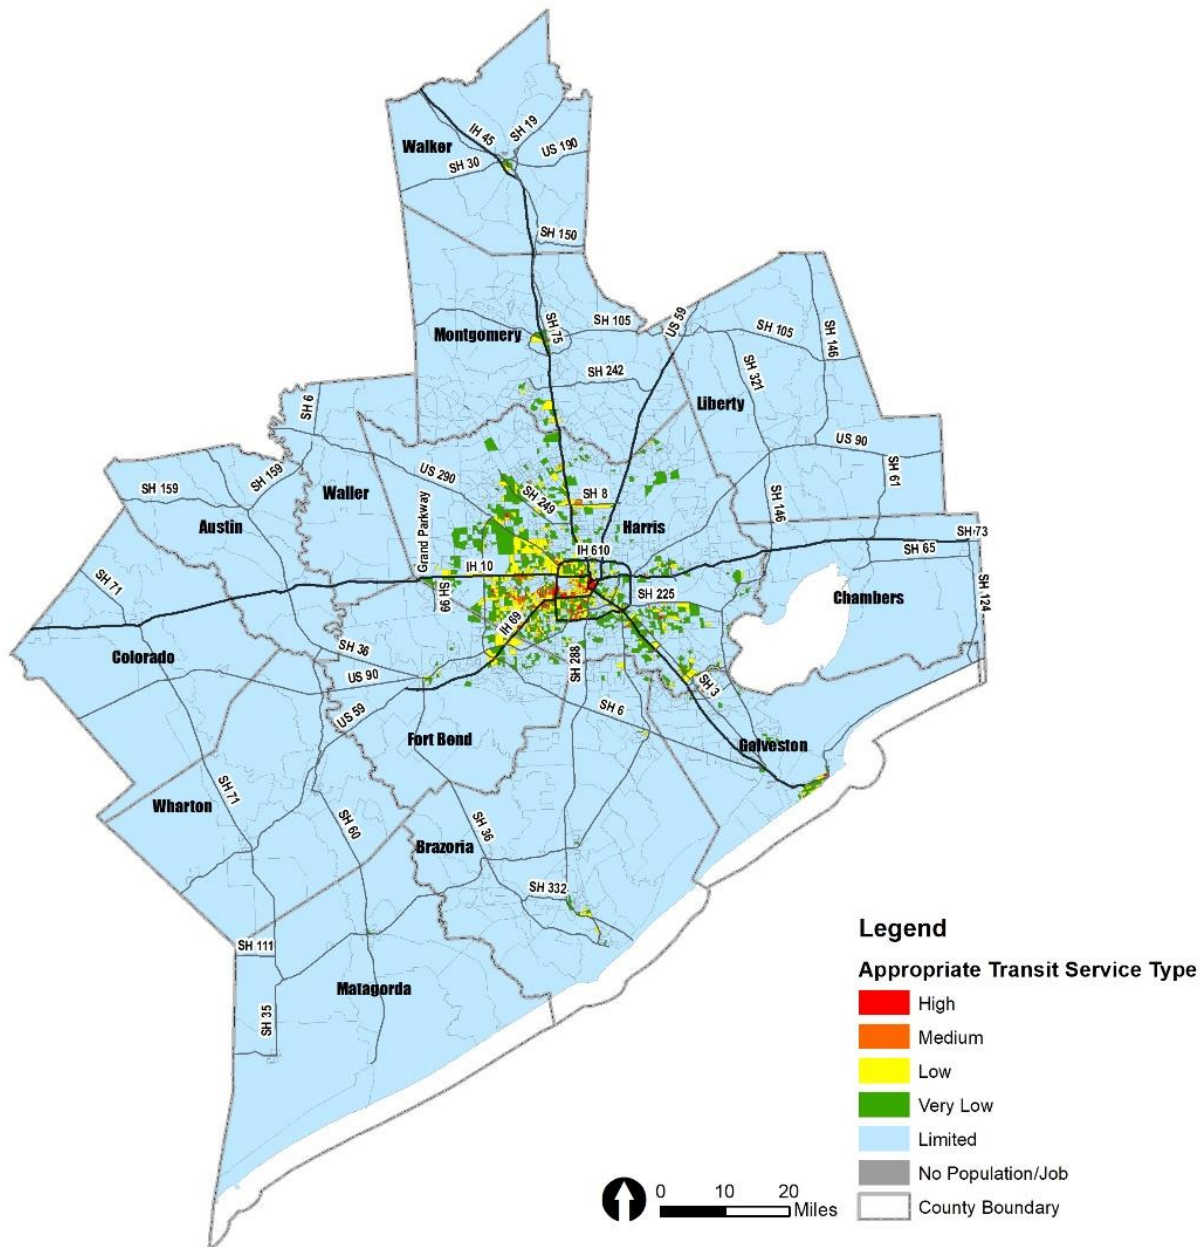 IH 45
SH 19
Walker
US 190
SH 30
SH 150
SH 75
SH 105
US 59
SH 105
SH 146
Montgomery
SH 242
SH 321
Liberty
SH 6
US 90
SH 159
SH 159
US 290
SH 61
Waller
SH 249
SH 8
SH 146
Austin
Grand Parkway
Harris
SH 73
IH 610
SH 65
SH 71
IH 10
SH 99
SH 225
Chambers
SH 124
IH 69
Colorado
SH 36
SH 288
US 90
SH 3
US 59
SH 6
Fort Bend
Galveston
Wharton
SH 71
SH 60
SH 36
Brazoria
SH 332
SH 111
Matagorda
SH 35
Legend
Appropriate Transit Service Type
High
Medium
Low
Very Low
Limited
No Population/Job
County Boundary
0 10 20
Miles